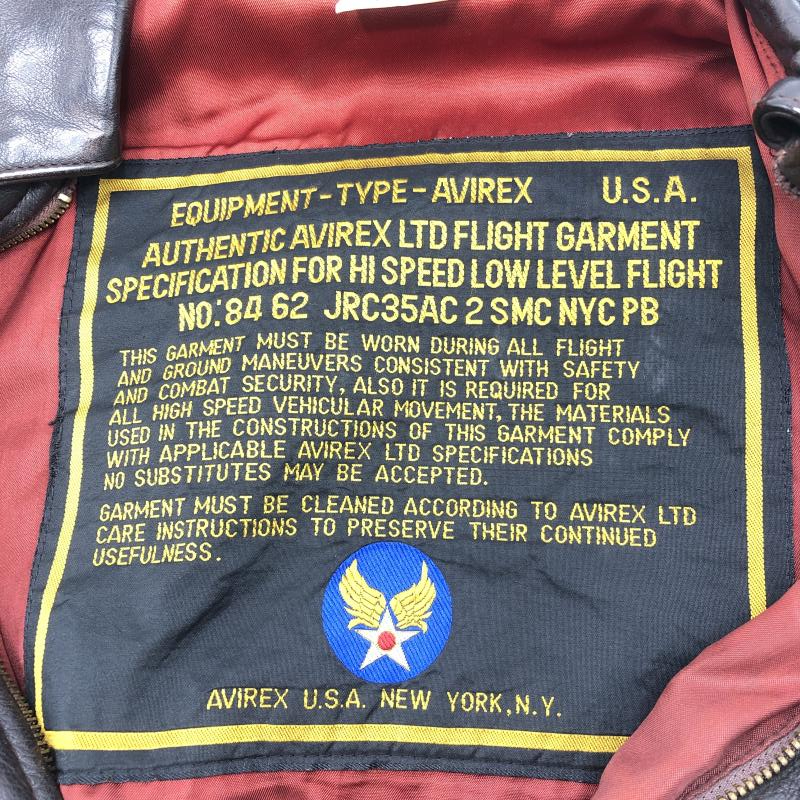 EQUIPMENT-TYPE-AVIREX U.S.A.
AUTHENTIC AVIREX LTD FLIGHT GARMENT
SPECIFICATION FOR HI SPEED LOW LEVEL FLIGHT
NO.'84 62 JRC35AC 2 SMC NYC PB
THIS GARMENT MUST BE WORN DURING ALL FLIGHT
AND GROUND MANEUVERS CONSISTENT WITH SAFETY
AND COMBAT SECURITY, ALSO IT IS REQUIRED FOR
ALL HIGH SPEED VEHICULAR MOVEMENT, THE MATERIALS
USED IN THE CONSTRUCTIONS OF THIS GARMENT COMPLY
WITH APPLICABLE AVIREX LTD SPECIFICATIONS
NO SUBSTITUTES MAY BE ACCEPTED.
GARMENT MUST BE CLEANED ACCORDING TO AVIREX LTD
CARE INSTRUCTIONS TO PRESERVE THEIR CONTINUED
USEFULNESS.
AVIREX U.S.A. NEW YORK,N.Y.